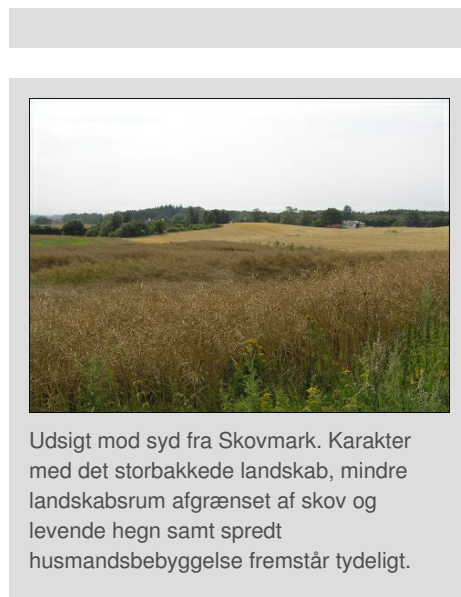 Udsigt mod syd fra Skovmark. Karakter
med det storbakkede landskab, mindre
landskabsrum afgrænset af skov og
levende hegn samt spredt
husmandsbebyggelse fremstår tydeligt.